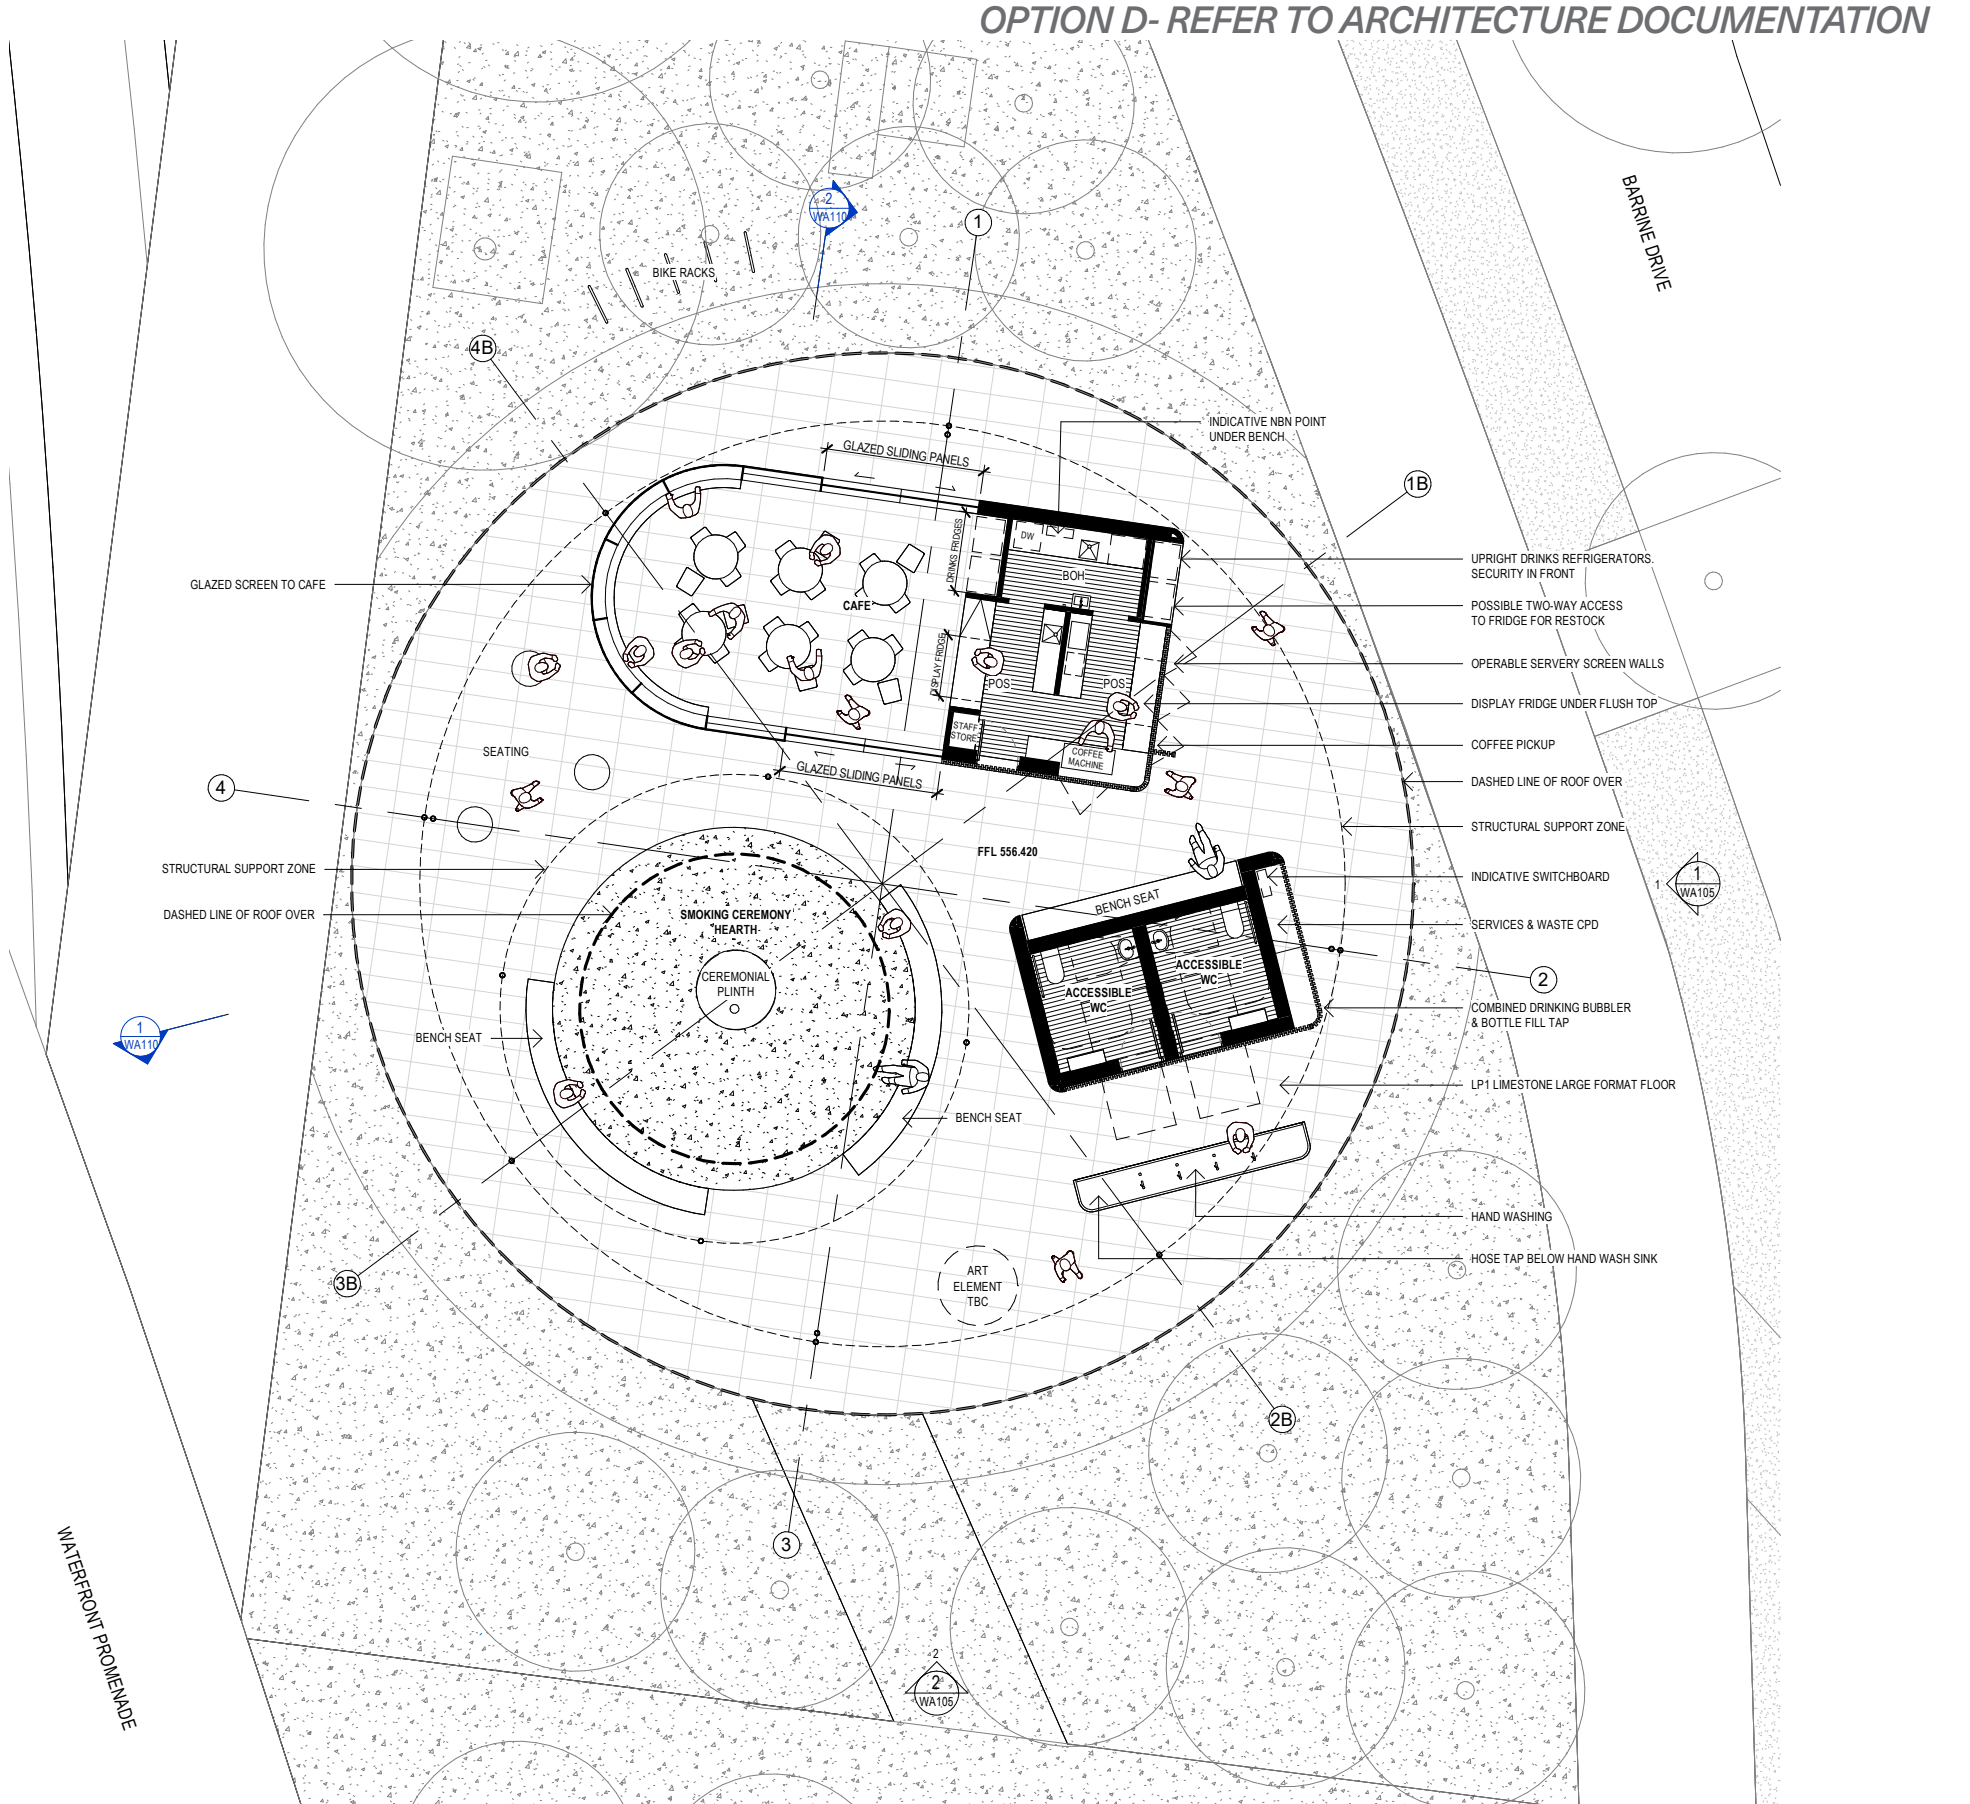 OPTION D- REFER TO ARCHITECTURE DOCUMENTATION
BARRINE DRIVE
2
WA110
1
BIKE RACKS
4B
INDICATIVE NBN POINT
UNDER BENCH
GLAZED SLIDING PANELS
1B
DRINKS FRIDGES
DW
BOH
UPRIGHT DRINKS REFRIGERATORS.
SECURITY IN FRONT
GLAZED SCREEN TO CAFE
CAFE
POSSIBLE TWO-WAY ACCESS
TO FRIDGE FOR RESTOCK
DISPLAY FRIDGE
OPERABLE SERVERY SCREEN WALLS
POS
POS
DISPLAY FRIDGE UNDER FLUSH TOP
STAFF
STORE
SEATING
COFFEE
MACHINE
COFFEE PICKUP
GLAZED SLIDING PANELS
DASHED LINE OF ROOF OVER
4
STRUCTURAL SUPPORT ZONE
FFL 556.420
STRUCTURAL SUPPORT ZONE
INDICATIVE SWITCHBOARD
1
1
WA105
DASHED LINE OF ROOF OVER
SMOKING CEREMONY
HEARTH
BENCH SEAT
SERVICES & WASTE CPD
CEREMONIAL
PLINTH
ACCESSIBLE
WC
ACCESSIBLE
WC
2
COMBINED DRINKING BUBBLER
& BOTTLE FILL TAP
1
WA110
BENCH SEAT
LP1 LIMESTONE LARGE FORMAT FLOOR
BENCH SEAT
HAND WASHING
HOSE TAP BELOW HAND WASH SINK
ART
ELEMENT
TBC
3B
2B
3
WATERFRONT PROMENADE
2
2
WA105